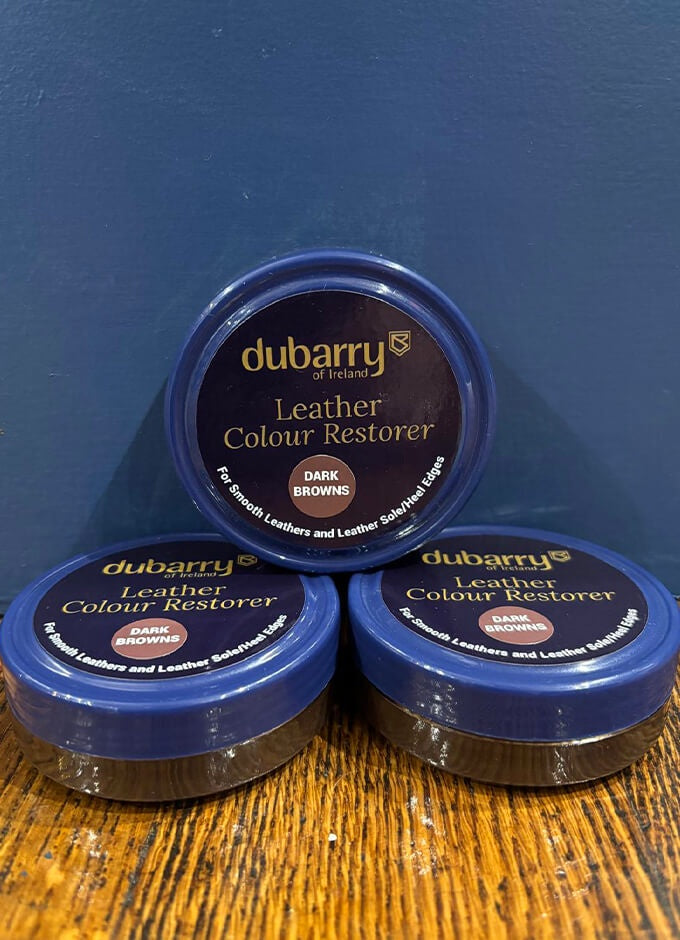 dubarry
of Ireland
Leather
Colour Restorer
DARK
BROWNS
For Smooth Leathers and Leather Sole/Heel Edges
dubarry
of Ireland
Leather
Colour Restorer
DARK
BROWNS
For Smooth Leathers and Leather Sole/Heel Edges
dubarry
of Ireland
Leather
Colour Restorer
DARK
BROWNS
For Smooth Leathers and Leather Sole/Heel Edges